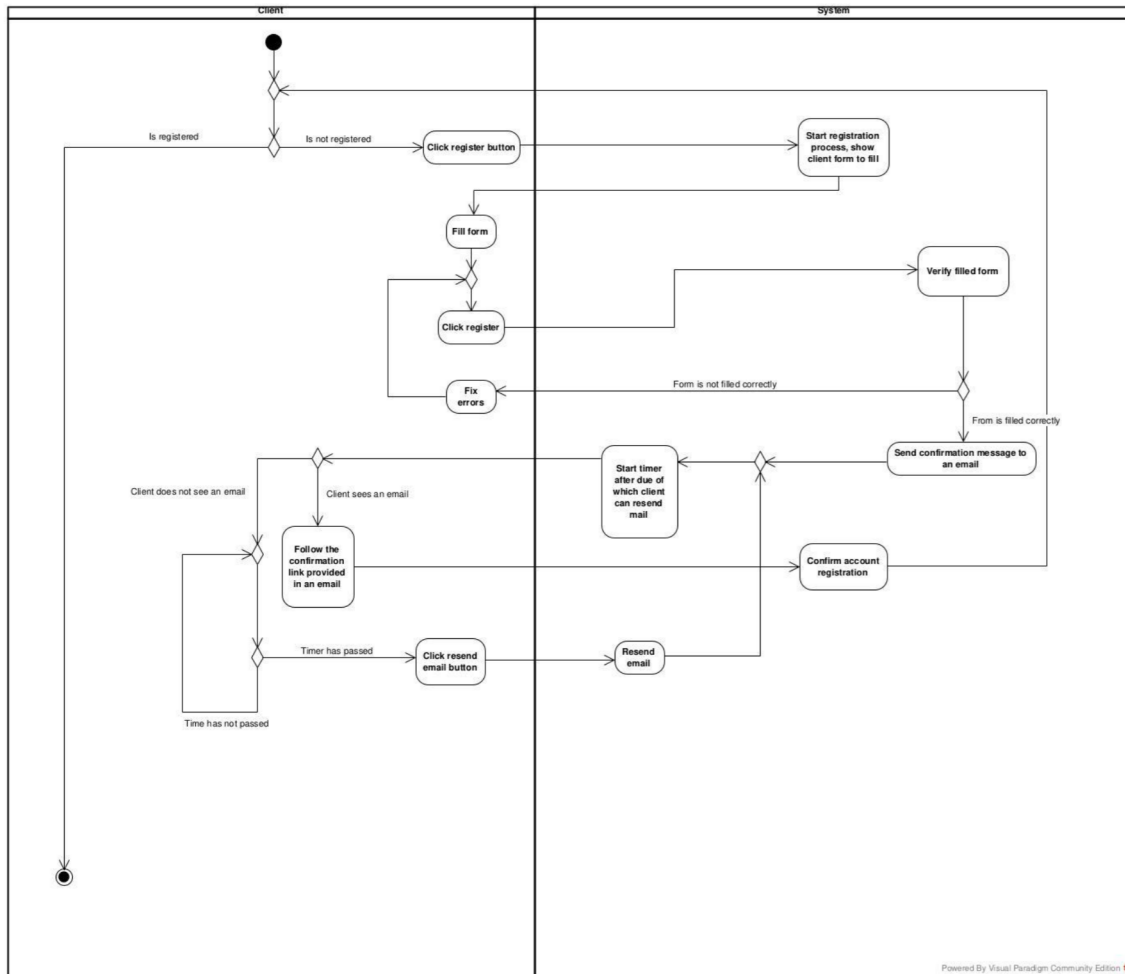 Client
System
Is registered
Is not registered
Click register button
Start registration
process, show
client form to fill
Fill form
Verify filled form
Click register
Form is not filled correctly
Fix
errors
From is filled correctly
Send confirmation message to
an email
Start timer
after due of
which client
can resend
mail
Client does not see an email
Client sees an email
Follow the
confirmation
link provided
in an email
Confirm account
registration
Timer has passed
Click resend
email button
Resend
email
Time has not passed
Powered By Visual Paradigm Community Edition